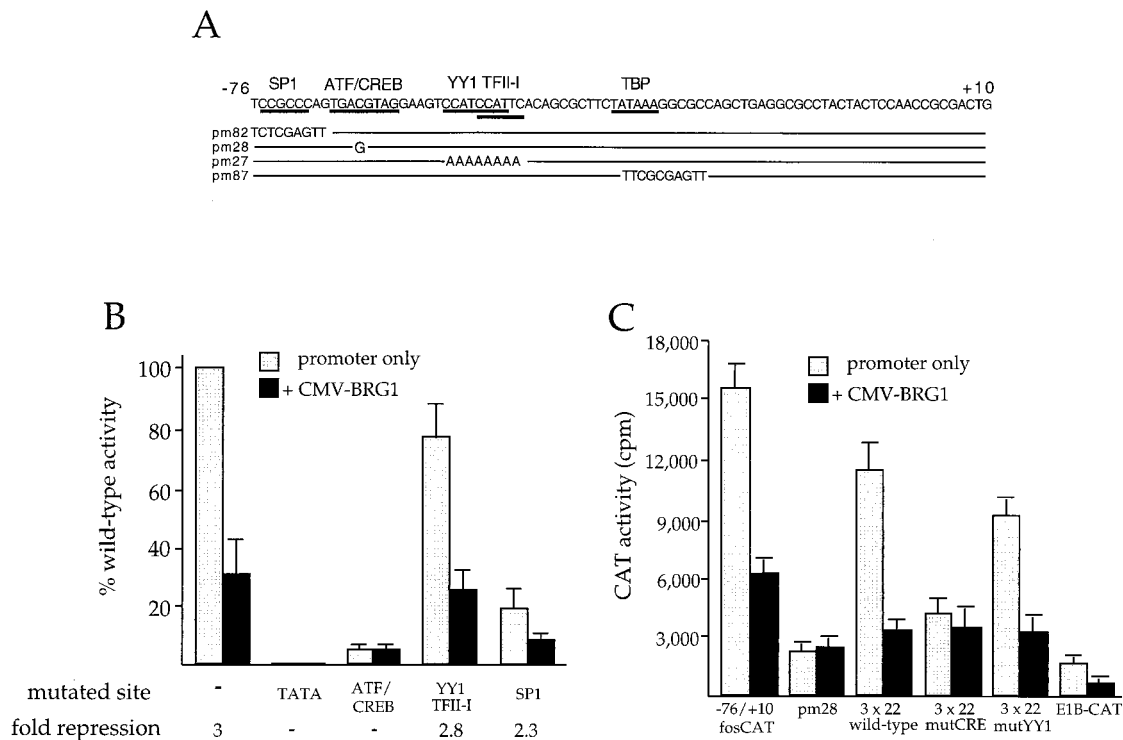 A
-76 SP1 ATF/CREB YY1 TFII-I TBP +10
TCCGCCCAGTGACGTAGGAAGTCCATCCATTCACAGCGCTTCTATAAAGGCGCCAGCTGAGGCGCCTACTACTCCAACCGCGACTG
pm82 TCTCGAGTT
pm28 G
pm27 AAAAAAAA
pm87 TTCGCGAGTT
B
promoter only
+ CMV-BRG1
% wild-type activity
100
80
60
40
20
mutated site - TATA ATF/CREB YY1 TFII-I SP1
fold repression 3 - - 2.8 2.3
C
promoter only
+ CMV-BRG1
CAT activity (cpm)
18,000
15,000
12,000
9,000
6,000
3,000
-76/+10 fosCAT
pm28
3 x 22 wild-type
3 x 22 mutCRE
3 x 22 mutYY1
E1B-CAT